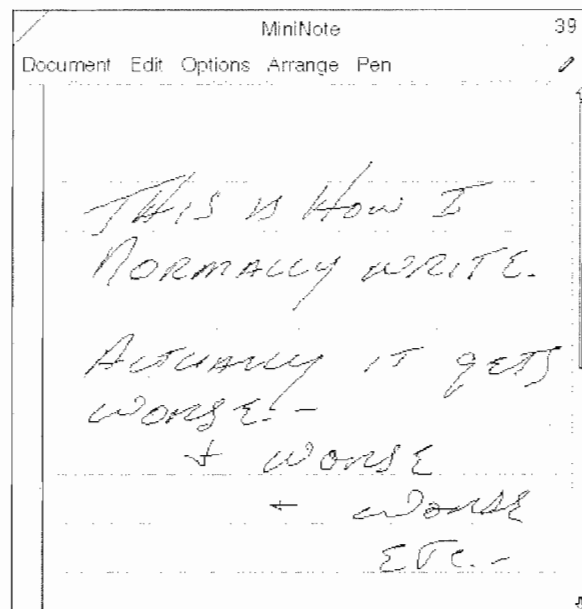 MiniNote 39
Document Edit Options Arrange Pen
THIS IS HOW I
NORMALLY WRITE.
ACTUALLY IT GETS
WORSE:-
+ WORSE
+ WORSE
ETC.-